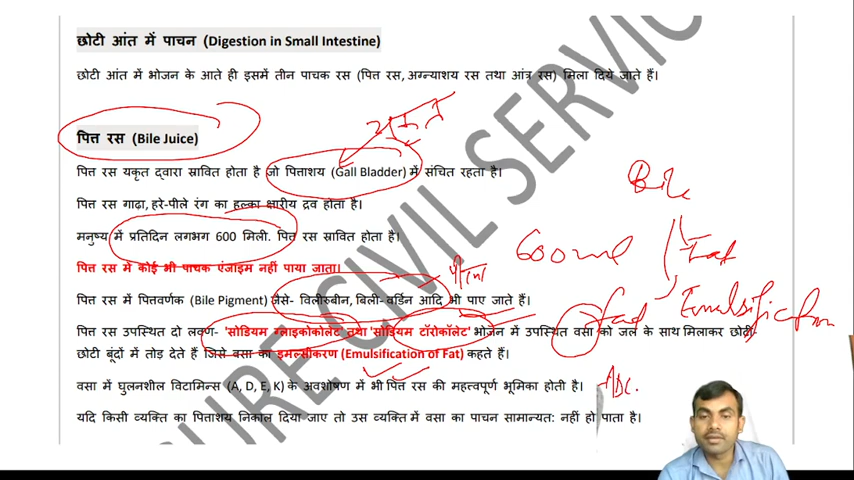 छोटी आंत में पाचन (Digestion in Small Intestine)
छोटी आंत में भोजन के आते ही इसमें तीन पाचक रस (पित्त रस, अग्न्याशय रस तथा आंत्र रस) मिला दिये जाते हैं।
पित्त रस (Bile Juice)
यकृत
पित्त रस यकृत द्वारा स्रावित होता है जो पित्ताशय (Gall Bladder) में संचित रहता है।
Bile
पित्त रस गाढ़ा, हरे-पीले रंग का हल्का क्षारीय द्रव होता है।
मनुष्य में प्रतिदिन लगभग 600 मिली. पित्त रस स्रावित होता है।
600ml
Fat
पित्त रस में कोई भी पाचक एंजाइम नहीं पाया जाता।
पित्त रस में पित्तवर्णक (Bile Pigment) जैसे- विलीरुबीन, बिली-वर्डिन आदि भी पाए जाते हैं।
Fat Emulsification
पित्त रस उपस्थित दो लवण- 'सोडियम ग्लाइकोकोलेट' तथा 'सोडियम टॉरोकॉलेट' भोजन में उपस्थित वसा को जल के साथ मिलाकर छोटी-
छोटी बूंदों में तोड़ देते हैं जिसे वसा का इमल्सीकरण (Emulsification of Fat) कहते हैं।
वसा में घुलनशील विटामिन्स (A, D, E, K) के अवशोषण में भी पित्त रस की महत्वपूर्ण भूमिका होती है।
यदि किसी व्यक्ति का पित्ताशय निकाल दिया जाए तो उस व्यक्ति में वसा का पाचन सामान्यत: नहीं हो पाता है।
URE CIVIL SERVIC